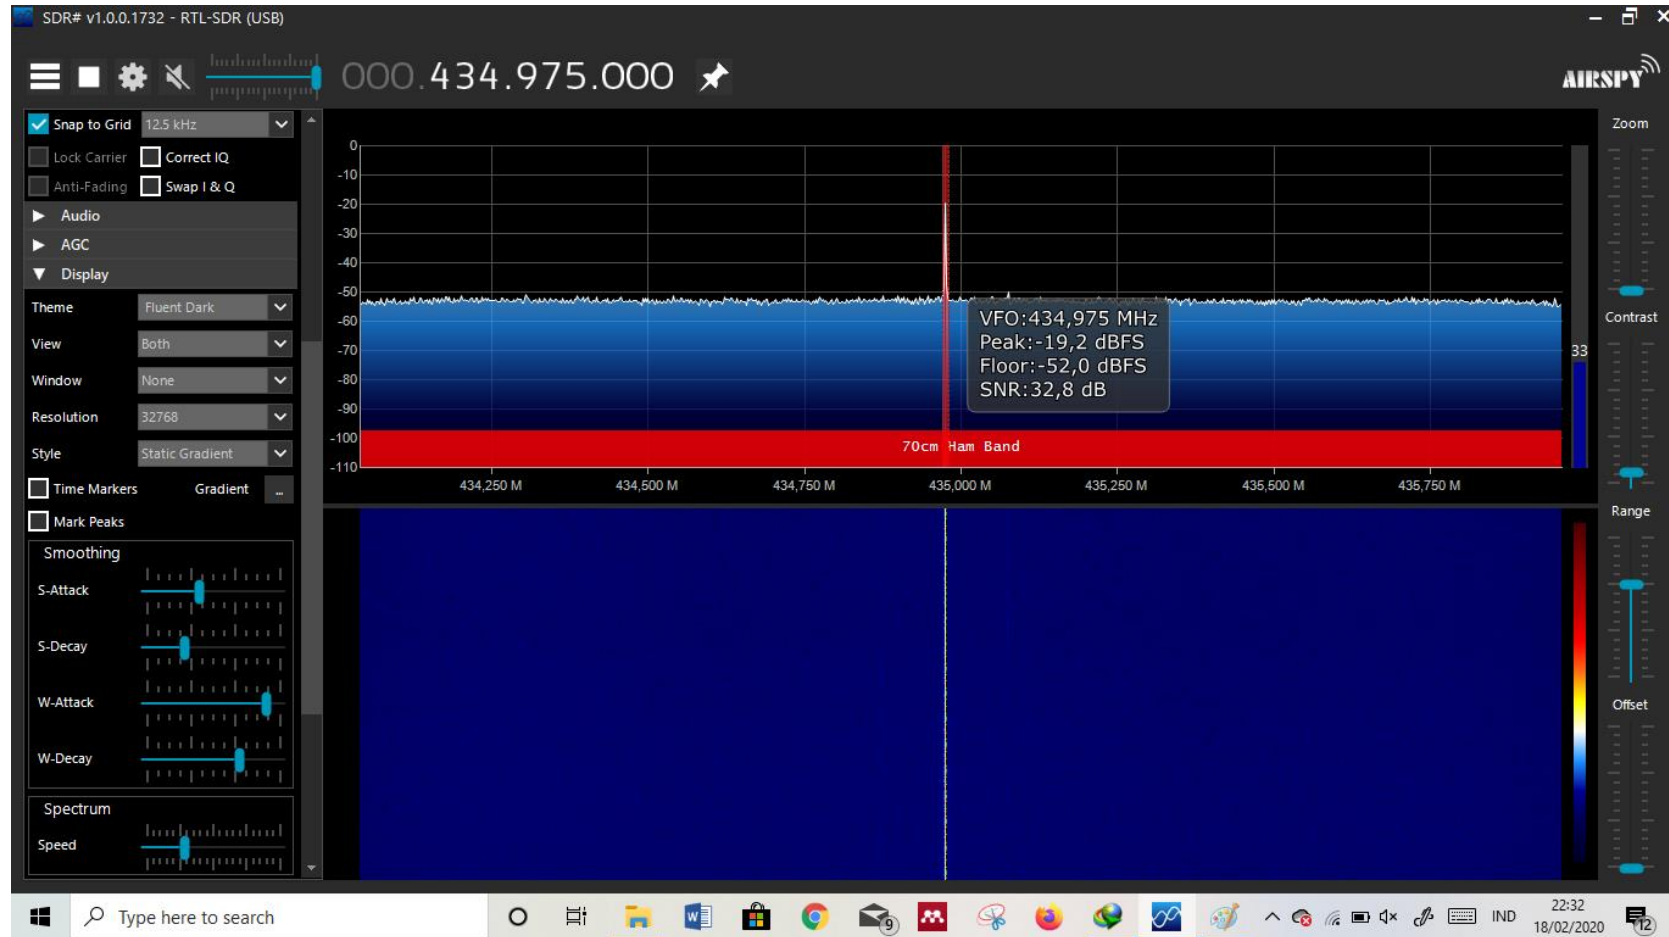 SDR# v1.0.0.1732 - RTL-SDR (USB)
000.434.975.000
AIRSPY
Snap to Grid 12.5 kHz
Lock Carrier Correct IQ
Anti-Fading Swap I & Q
Audio
AGC
Display
Theme Fluent Dark
View Both
Window None
Resolution 32768
Style Static Gradient
Time Markers Gradient ...
Mark Peaks
Smoothing
S-Attack
S-Decay
W-Attack
W-Decay
Spectrum
Speed
0
-10
-20
-30
-40
-50
-60
-70
-80
-90
-100
-110
VFO:434,975 MHz
Peak:-19,2 dBFS
Floor:-52,0 dBFS
SNR:32,8 dB
70cm Ham Band
434,250 M 434,500 M 434,750 M 435,000 M 435,250 M 435,500 M 435,750 M
33
Zoom
Contrast
Range
Offset
Type here to search
9
IND
22:32
18/02/2020
12